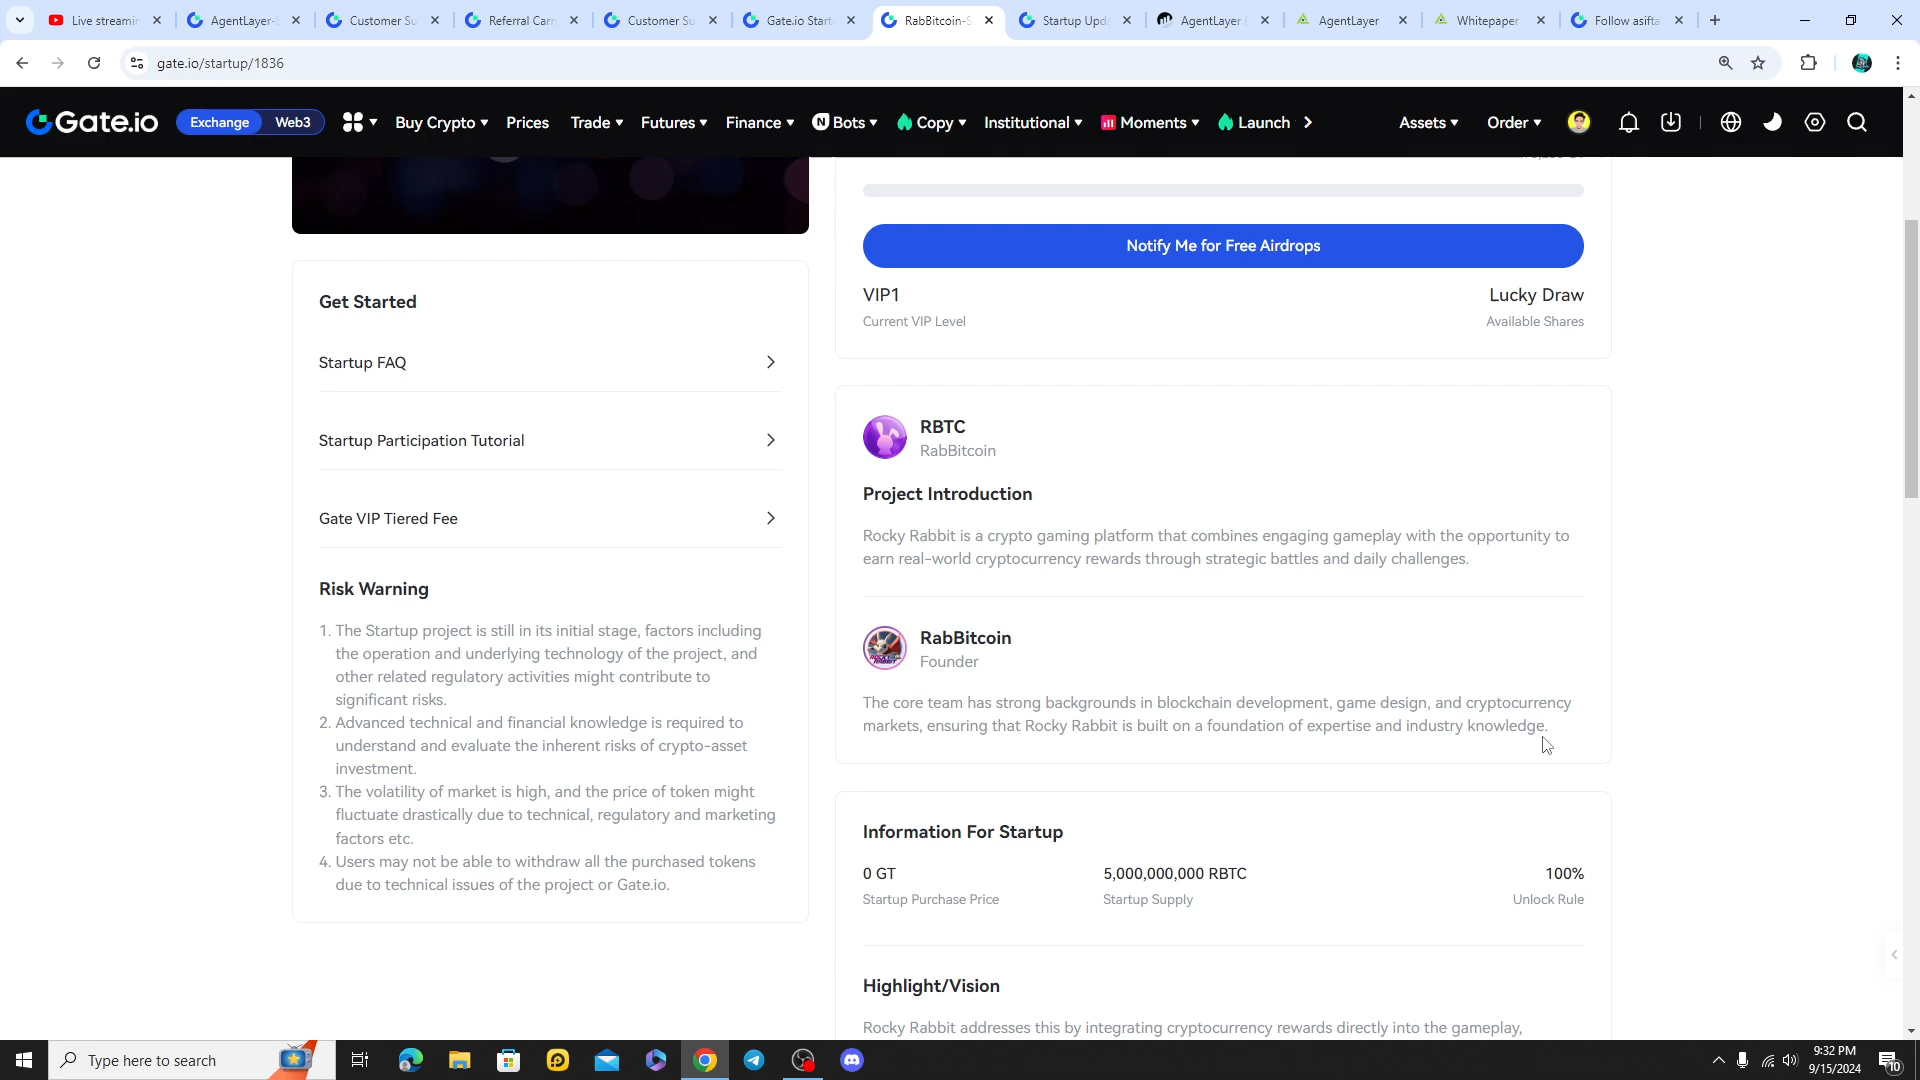 Live streamin
AgentLayer-S
Customer Su
Referral Cam
Customer Su
Gate.io Start
RabBitcoin-S
Startup Upd
AgentLayer (
AgentLayer
Whitepaper
Follow asifta
gate.io/startup/1836
Gate.io
Exchange
Web3
Buy Crypto
Prices
Trade
Futures
Finance
Bots
Copy
Institutional
Moments
Launch
Assets
Order
Notify Me for Free Airdrops
VIP1
Lucky Draw
Current VIP Level
Available Shares
Get Started
Startup FAQ
Startup Participation Tutorial
Gate VIP Tiered Fee
Risk Warning
1. The Startup project is still in its initial stage, factors including
the operation and underlying technology of the project, and
other related regulatory activities might contribute to
significant risks.
2. Advanced technical and financial knowledge is required to
understand and evaluate the inherent risks of crypto-asset
investment.
3. The volatility of market is high, and the price of token might
fluctuate drastically due to technical, regulatory and marketing
factors etc.
4. Users may not be able to withdraw all the purchased tokens
due to technical issues of the project or Gate.io.
RBTC
RabBitcoin
Project Introduction
Rocky Rabbit is a crypto gaming platform that combines engaging gameplay with the opportunity to
earn real-world cryptocurrency rewards through strategic battles and daily challenges.
RabBitcoin
Founder
The core team has strong backgrounds in blockchain development, game design, and cryptocurrency
markets, ensuring that Rocky Rabbit is built on a foundation of expertise and industry knowledge.
Information For Startup
0 GT
5,000,000,000 RBTC
100%
Startup Purchase Price
Startup Supply
Unlock Rule
Highlight/Vision
Rocky Rabbit addresses this by integrating cryptocurrency rewards directly into the gameplay,
Type here to search
9:32 PM
9/15/2024
10